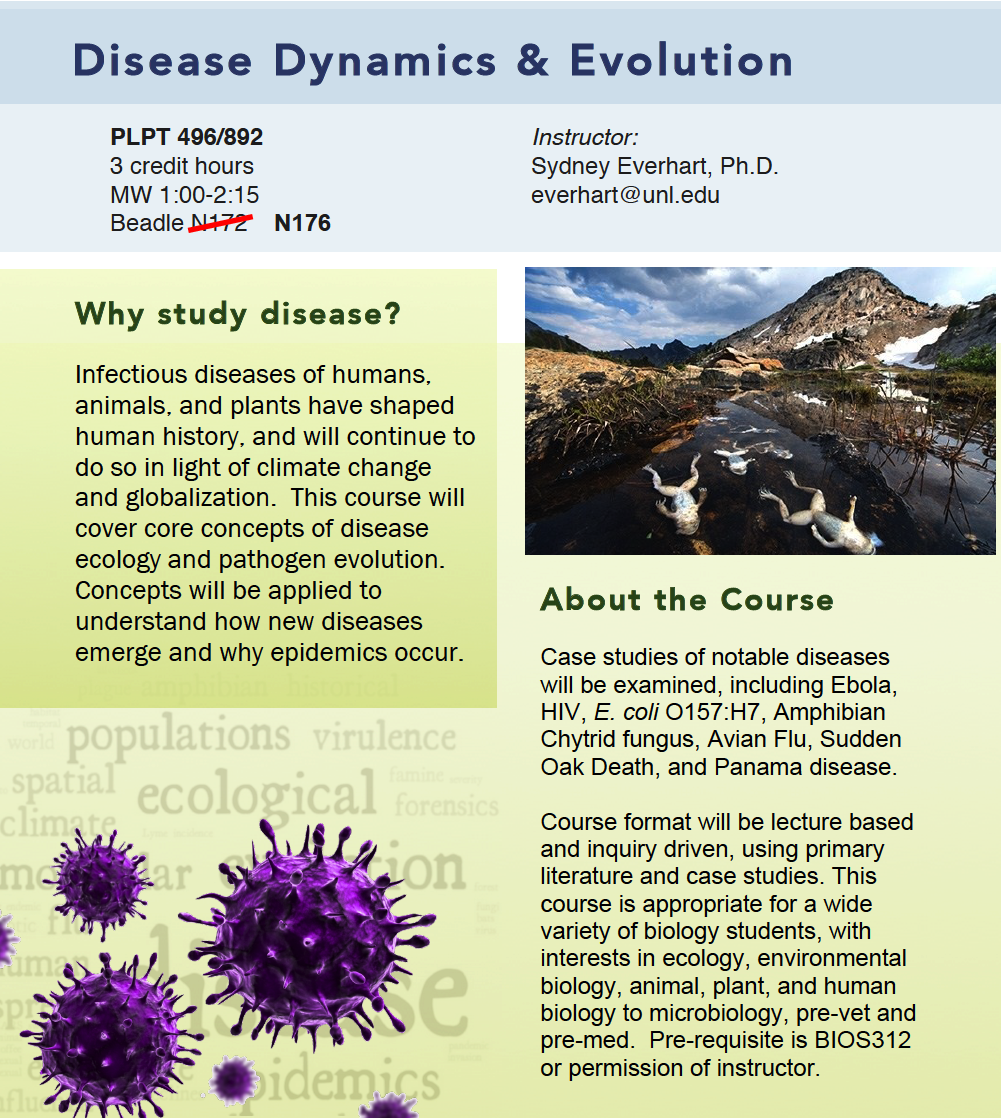 Disease Dynamics & Evolution
PLPT 496/892
3 credit hours
MW 1:00-2:15
Beadle N172 N176
Instructor:
Sydney Everhart, Ph.D.
everhart@unl.edu
Why study disease?
Infectious diseases of humans,
animals, and plants have shaped
human history, and will continue to
do so in light of climate change
and globalization.  This course will
cover core concepts of disease
ecology and pathogen evolution.
Concepts will be applied to
understand how new diseases
emerge and why epidemics occur.
About the Course
Case studies of notable diseases
will be examined, including Ebola,
HIV, E. coli O157:H7, Amphibian
Chytrid fungus, Avian Flu, Sudden
Oak Death, and Panama disease.
Course format will be lecture based
and inquiry driven, using primary
literature and case studies. This
course is appropriate for a wide
variety of biology students, with
interests in ecology, environmental
biology, animal, plant, and human
biology to microbiology, pre-vet and
pre-med.  Pre-requisite is BIOS312
or permission of instructor.
amphibian historical
world populations virulence
spatial
famine
ecological
forensics
climate